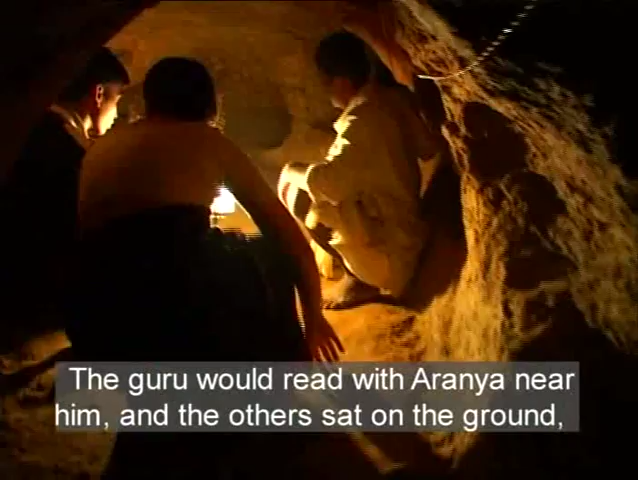 The guru would read with Aranya near
him, and the others sat on the ground,